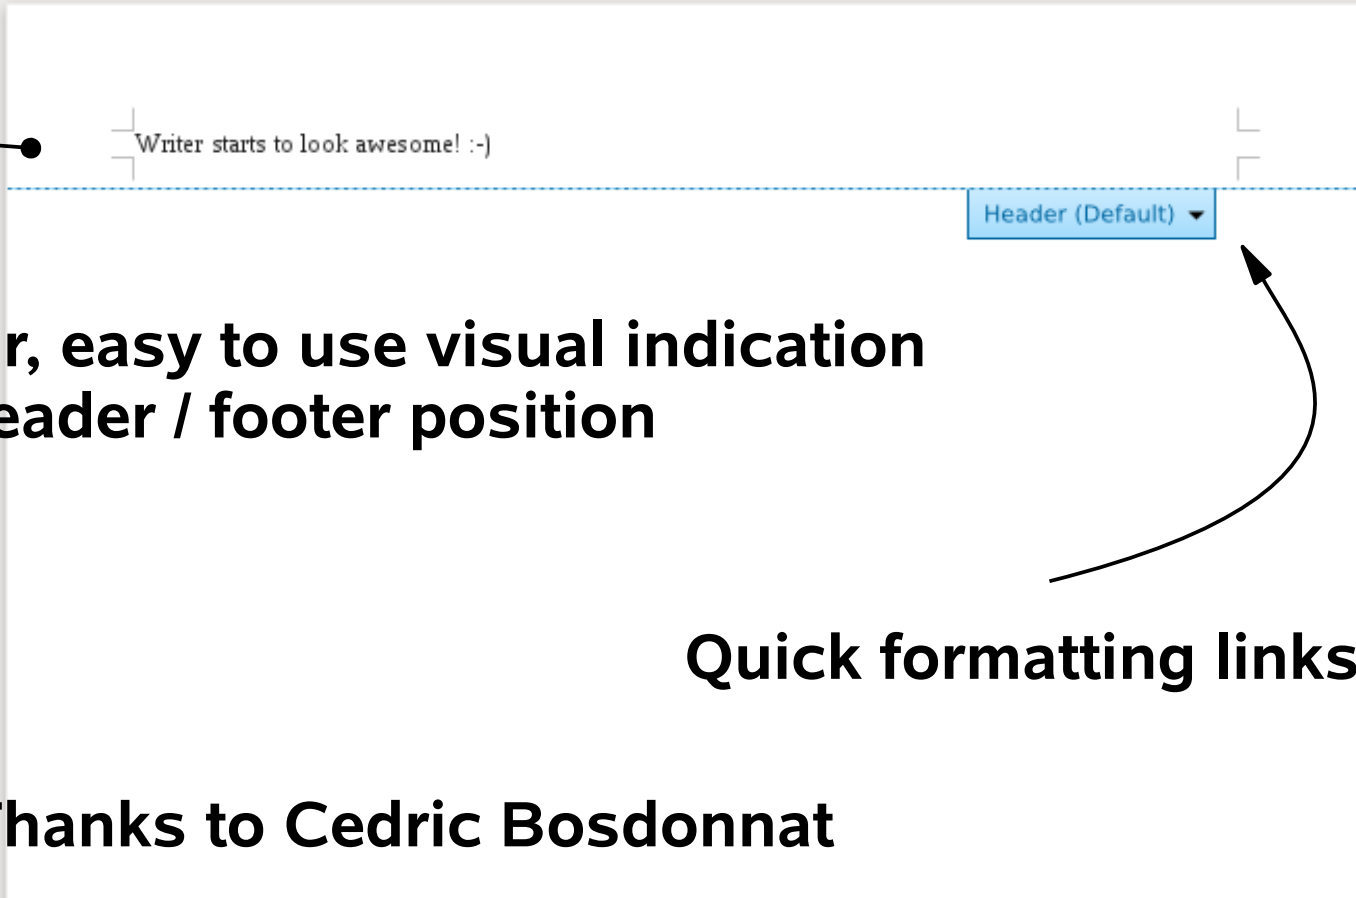 Writer starts to look awesome! :-)
Header (Default)
r, easy to use visual indication
eader / footer position
Quick formatting links
Thanks to Cedric Bosdonnat